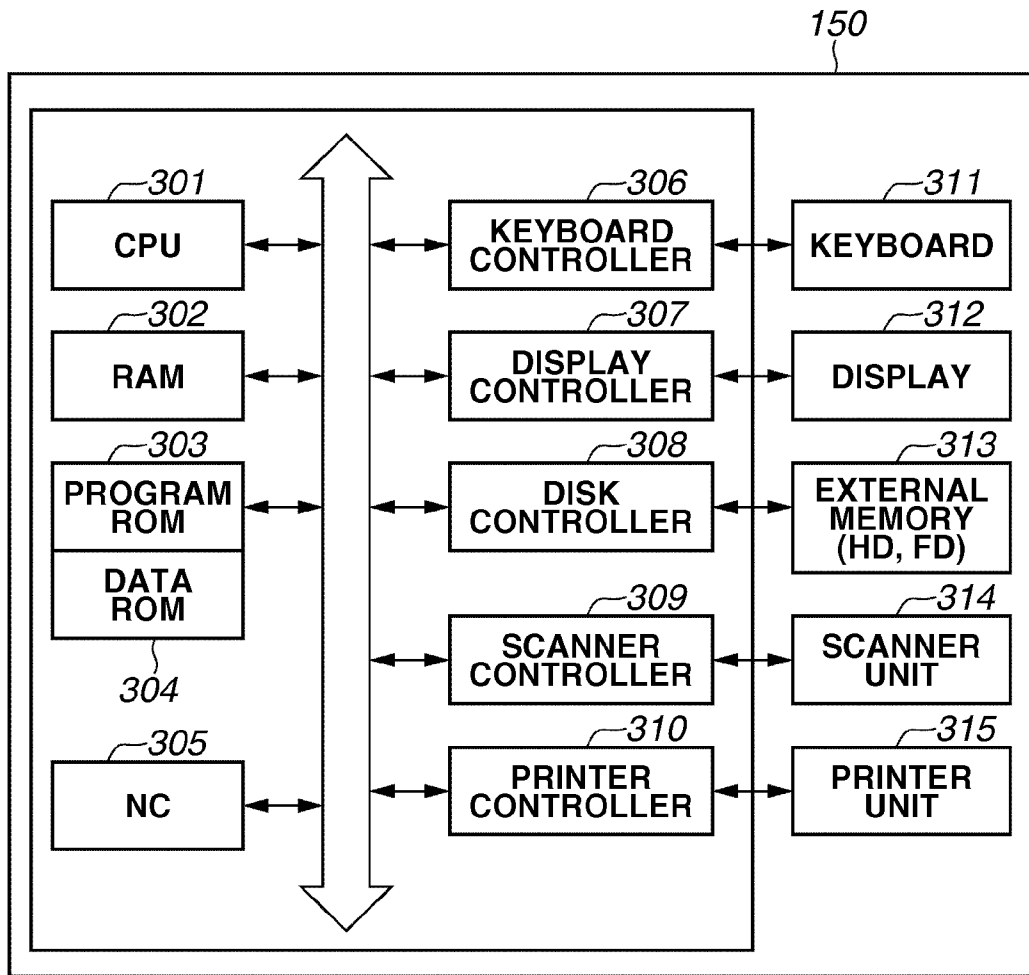 150
301
CPU
306
KEYBOARD
CONTROLLER
311
KEYBOARD
302
RAM
307
DISPLAY
CONTROLLER
312
DISPLAY
303
PROGRAM
ROM
308
DISK
CONTROLLER
313
EXTERNAL
MEMORY
(HD, FD)
DATA
ROM
304
309
SCANNER
CONTROLLER
314
SCANNER
UNIT
305
NC
310
PRINTER
CONTROLLER
315
PRINTER
UNIT